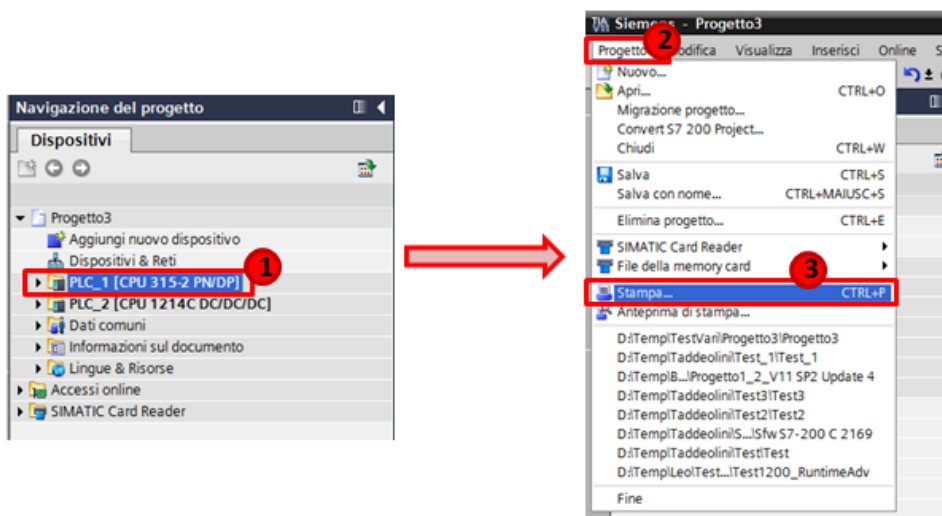 Navigazione del progetto
Dispositivi
Progetto3
Aggiungi nuovo dispositivo
Dispositivi & Reti
1
PLC_1 [CPU 315-2 PN/DP]
PLC_2 [CPU 1214C DC/DC/DC]
Dati comuni
Informazioni sul documento
Lingue & Risorse
Accessi online
SIMATIC Card Reader
Siemens - Progetto3
2
Progetto Modifica Visualizza Inserisci Online S
Nuovo...
Apri... CTRL+O
Migrazione progetto...
Convert S7 200 Project...
Chiudi CTRL+W
Salva CTRL+S
Salva con nome... CTRL+MAIUSC+S
Elimina progetto... CTRL+E
SIMATIC Card Reader
File della memory card
3
Stampa... CTRL+P
Anteprima di stampa...
D:\Temp\TestVari\Progetto3\Progetto3
D:\Temp\Taddeolini\Test_1\Test_1
D:\Temp\B...\Progetto1_2_V11 SP2 Update 4
D:\Temp\Taddeolini\Test3\Test3
D:\Temp\Taddeolini\Test2\Test2
D:\Temp\Taddeolini\S...\Sfw S7-200 C 2169
D:\Temp\Taddeolini\Test\Test
D:\Temp\Leo\Test...\Test1200_RuntimeAdv
Fine